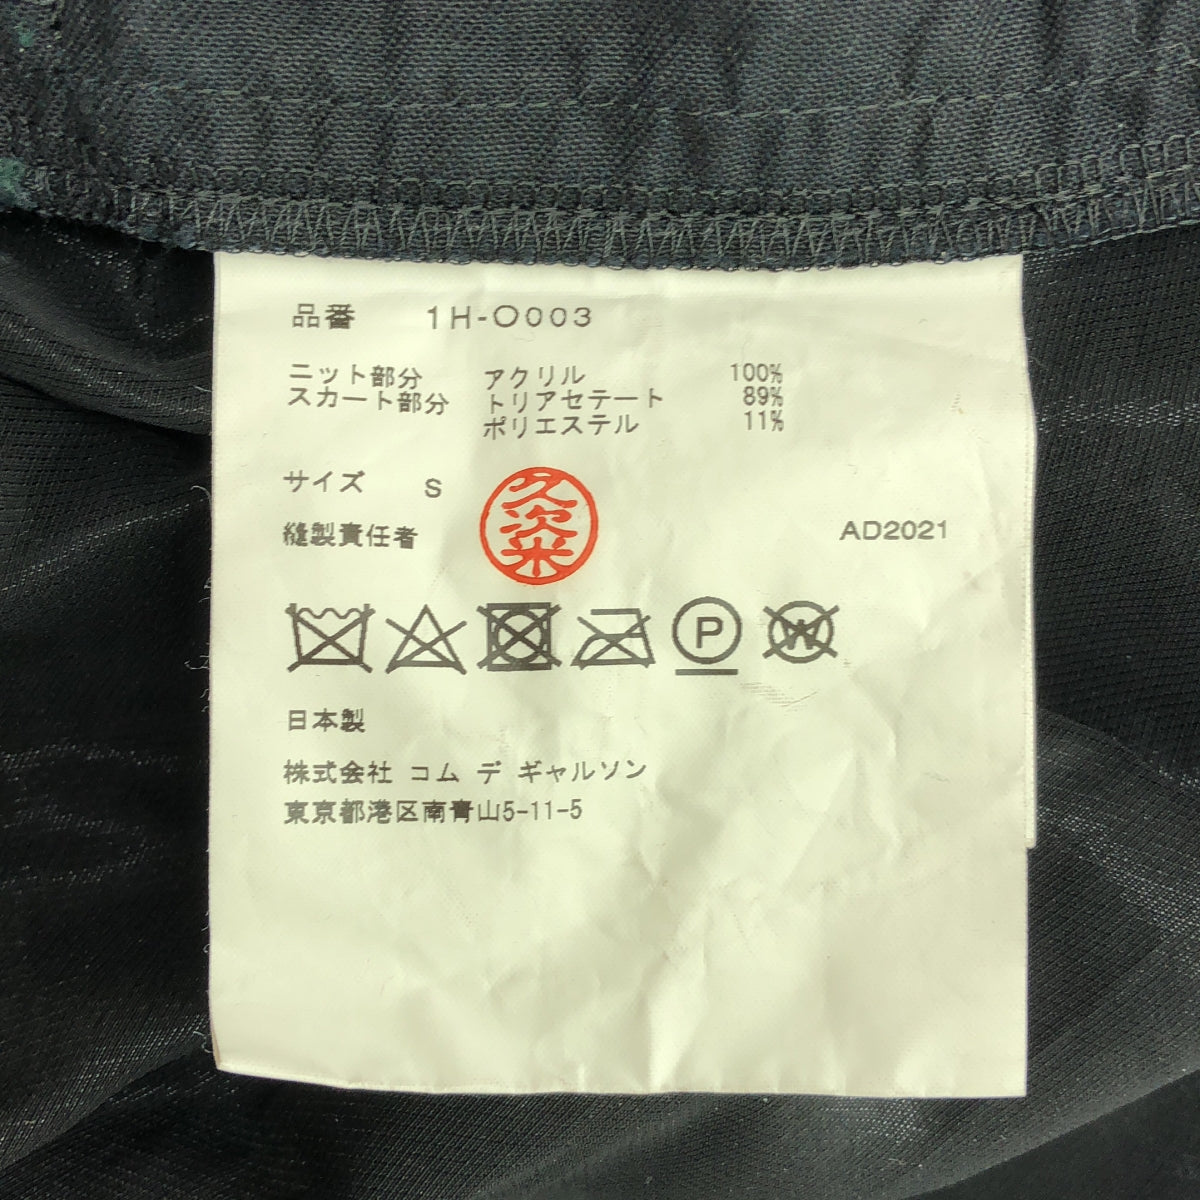 品番 1H-O003
ニット部分 アクリル 100%
スカート部分 トリアセテート 89%
ポリエステル 11%
サイズ S
縫製責任者 久次米 AD2021
P W
日本製
株式会社 コム デ ギャルソン
東京都港区南青山5-11-5